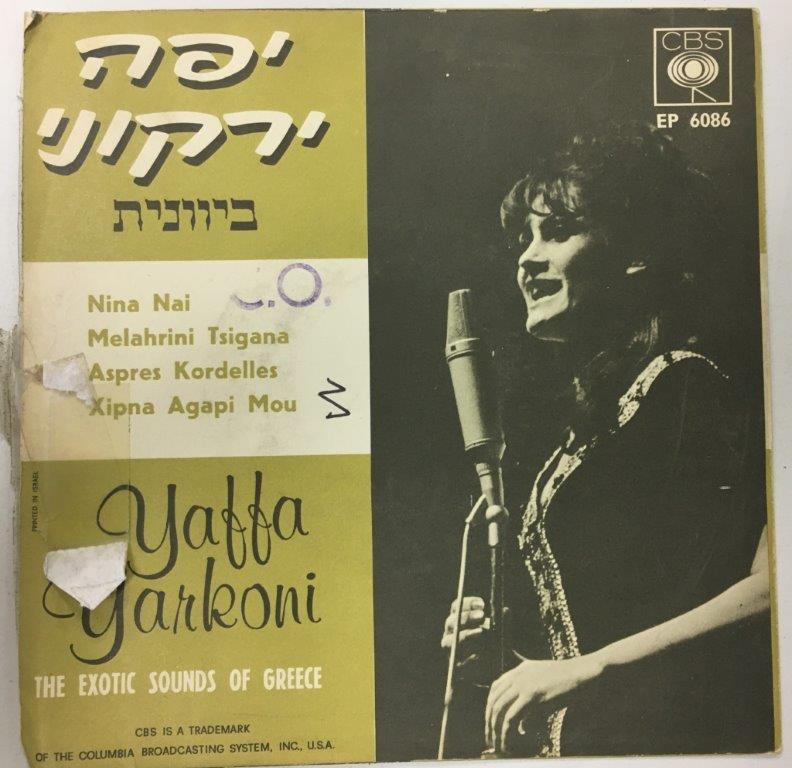 יפה
ירקוני
ביוונית
CBS
EP 6086
C.O.
Nina Nai
Melahrini Tsigana
Aspres Kordelles
Xipna Agapi Mou
PRINTED IN ISRAEL
Yaffa
Yarkoni
THE EXOTIC SOUNDS OF GREECE
CBS IS A TRADEMARK
OF THE COLUMBIA BROADCASTING SYSTEM, INC., U.S.A.